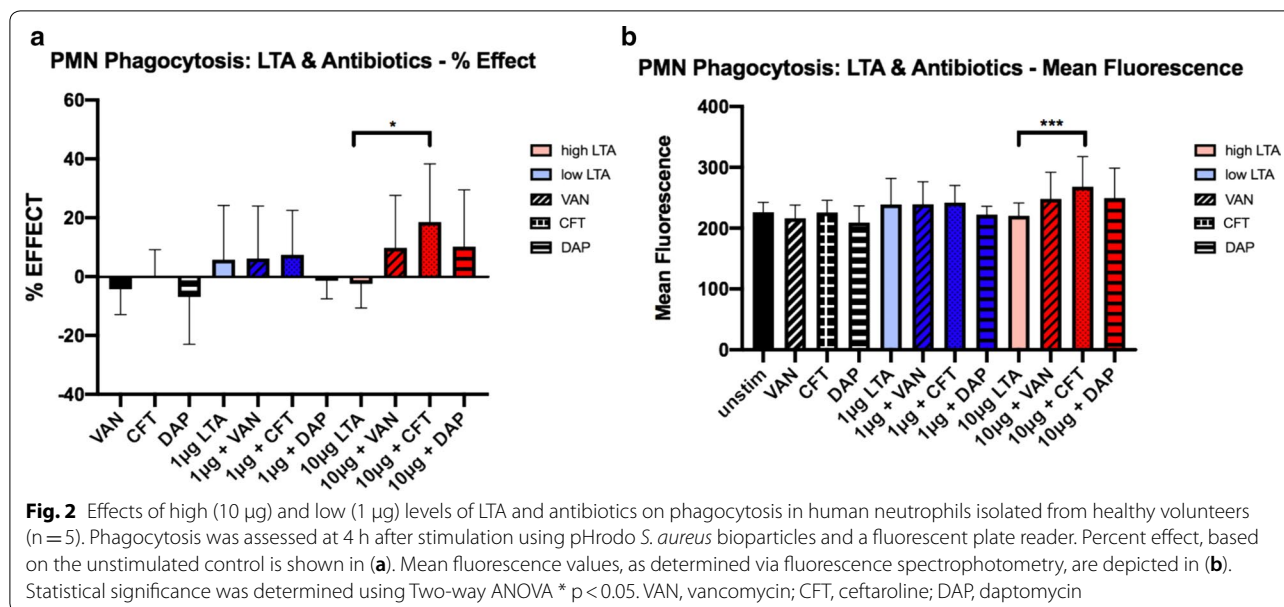 a
PMN Phagocytosis: LTA & Antibiotics - % Effect
60
40
20
0
-20
-40
% EFFECT
*
high LTA
low LTA
VAN
CFT
DAP
VAN
CFT
DAP
1µg LTA
1µg + VAN
1µg + CFT
1µg + DAP
10µg LTA
10µg + VAN
10µg + CFT
10µg + DAP
b
PMN Phagocytosis: LTA & Antibiotics - Mean Fluorescence
400
300
200
100
0
Mean Fluorescence
***
high LTA
low LTA
VAN
CFT
DAP
unstim
VAN
CFT
DAP
1µg LTA
1µg + VAN
1µg + CFT
1µg + DAP
10µg LTA
10µg + VAN
10µg + CFT
10µg + DAP
Fig. 2 Effects of high (10 µg) and low (1 µg) levels of LTA and antibiotics on phagocytosis in human neutrophils isolated from healthy volunteers
(n = 5). Phagocytosis was assessed at 4 h after stimulation using pHrodo S. aureus bioparticles and a fluorescent plate reader. Percent effect, based
on the unstimulated control is shown in (a). Mean fluorescence values, as determined via fluorescence spectrophotometry, are depicted in (b).
Statistical significance was determined using Two-way ANOVA * p < 0.05. VAN, vancomycin; CFT, ceftaroline; DAP, daptomycin